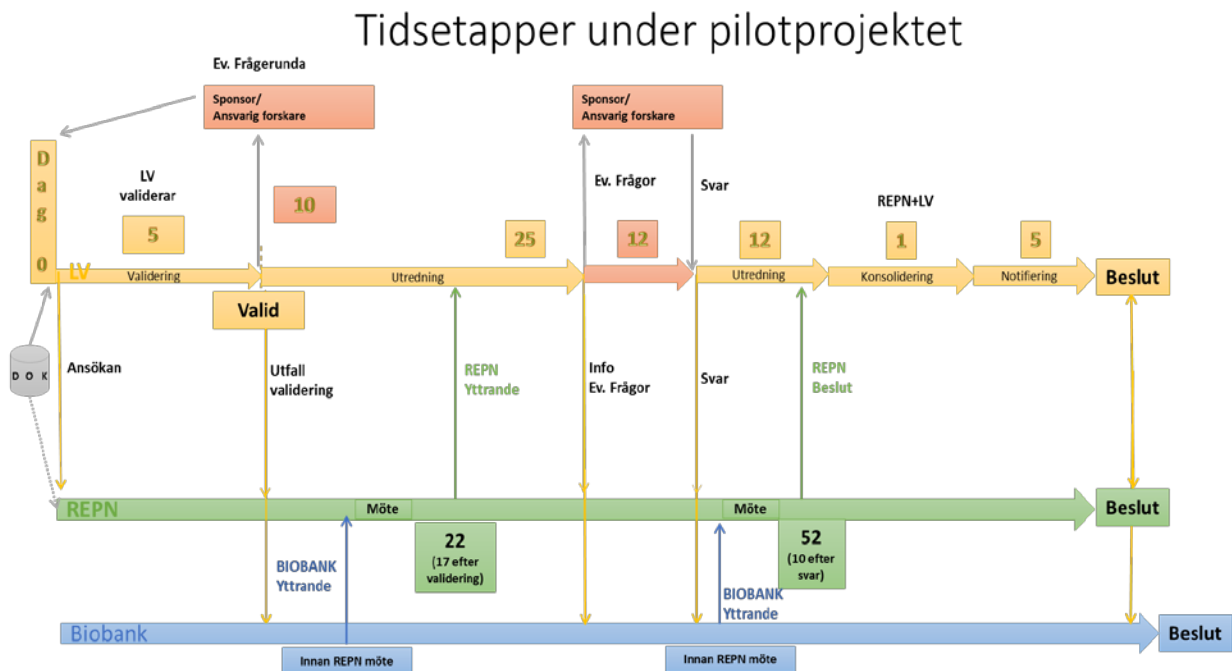 Tidsetapper under pilotprojektet
Ev. Frågerunda
Sponsor/
Ansvarig forskare
Sponsor/
Ansvarig forskare
Dag 0
LV
validerar
5
10
25
Ev. Frågor
12
Svar
12
REPN+LV
1
5
LV
Validering
Utredning
Utredning
Konsolidering
Notifiering
Beslut
Valid
DOK
Ansökan
Utfall
validering
REPN
Yttrande
Info
Ev. Frågor
Svar
REPN
Beslut
REPN
Möte
Möte
Beslut
22
(17 efter
validering)
52
(10 efter
svar)
BIOBANK
Yttrande
BIOBANK
Yttrande
Biobank
Beslut
Innan REPN möte
Innan REPN möte